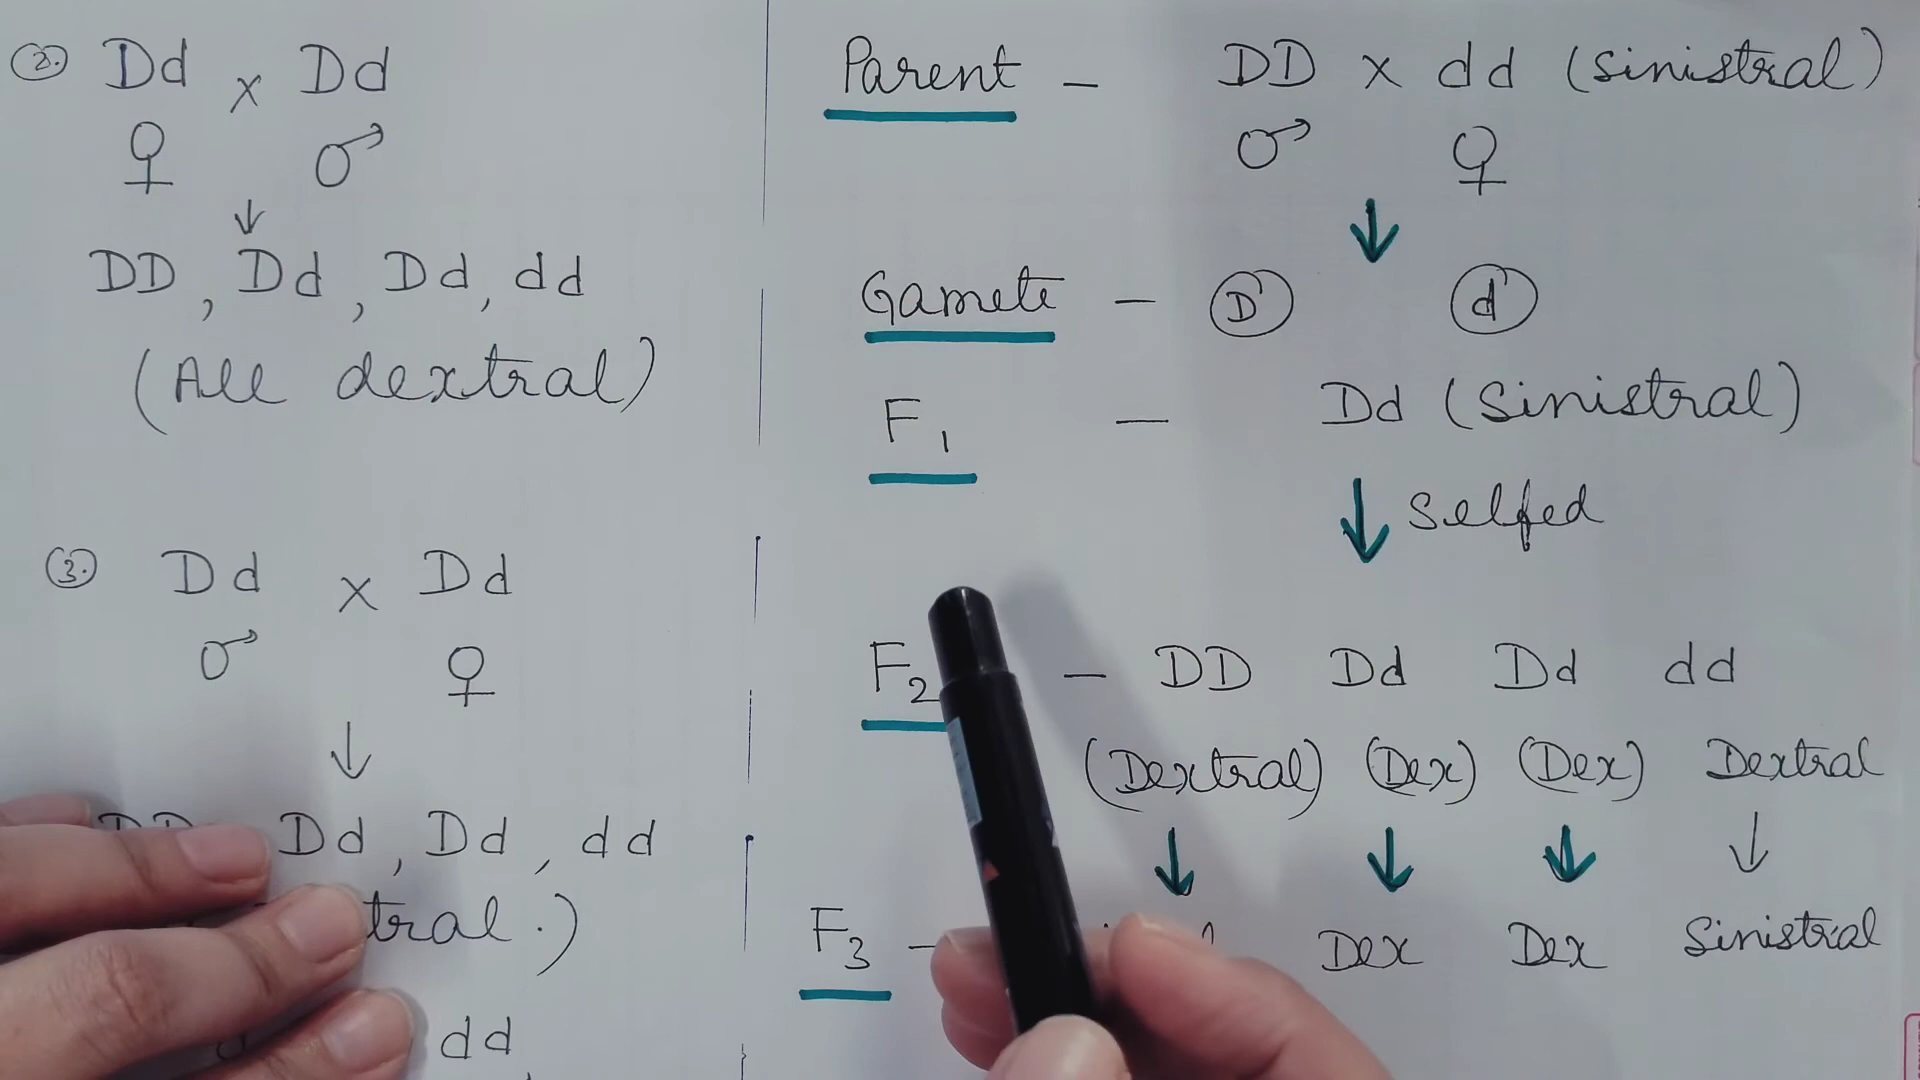 2. Dd x Dd
♀ ♂
↓
DD, Dd, Dd, dd
(All dextral)
3. Dd x Dd
♂ ♀
↓
Dd, Dd, dd
tral.)
dd
Parent - DD x dd (Sinistral)
♂ ♀
↓
Gamete - D d
F1 - Dd (Sinistral)
↓ Selfed
F2 - DD Dd Dd dd
(Dextral) (Dex) (Dex) Dextral
↓ ↓ ↓ ↓
F3 - Dex Dex Sinistral